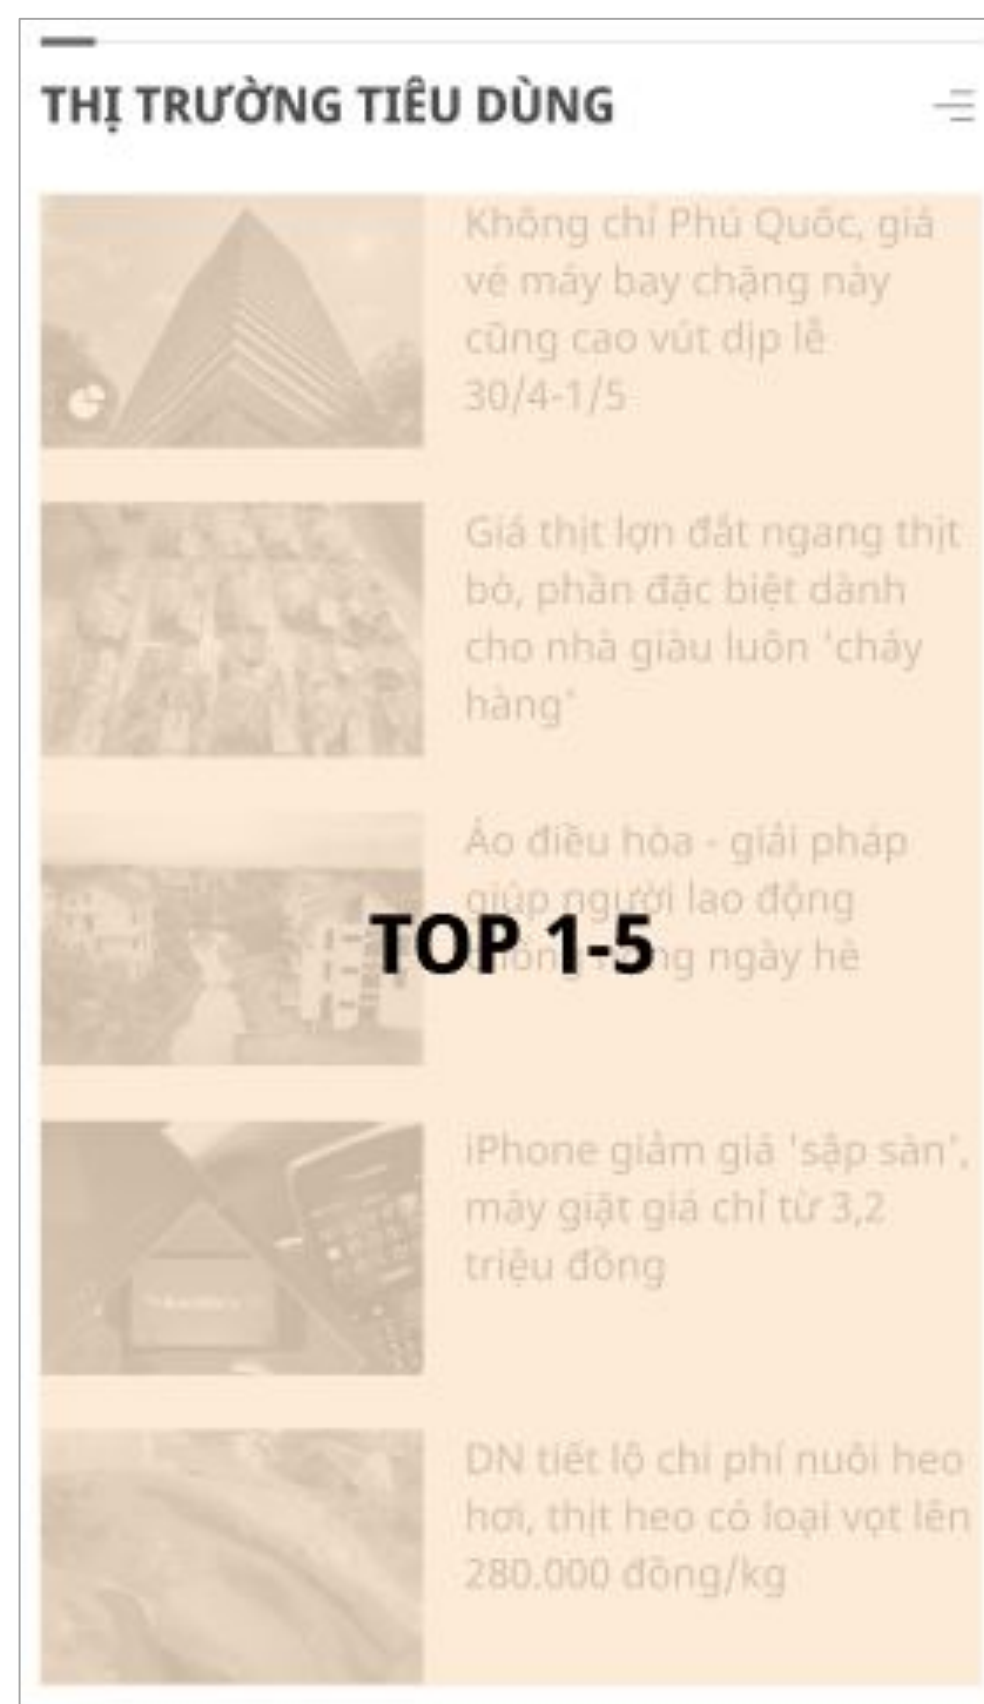 THỊ TRƯỜNG TIÊU DÙNG
Không chỉ Phú Quốc, giá
vé máy bay chặng này
cũng cao vút dịp lễ
30/4-1/5
Giá thịt lợn đắt ngang thịt
bò, phần đặc biệt dành
cho nhà giàu luôn 'cháy
hàng'
Áo điều hòa - giải pháp
giúp người lao động
ngày hè
TOP 1-5
iPhone giảm giá 'sập sàn',
máy giặt giá chỉ từ 3,2
triệu đồng
DN tiết lộ chi phí nuôi heo
hơi, thịt heo có loại vọt lên
280.000 đồng/kg